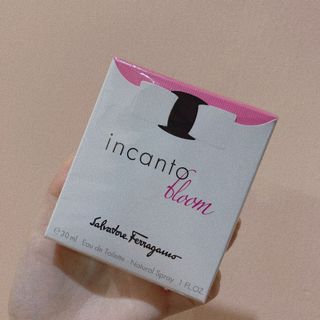 incanto
bloom
Salvatore Ferragamo
e 30 ml Eau de Toilette - Natural Spray 1 FL.OZ